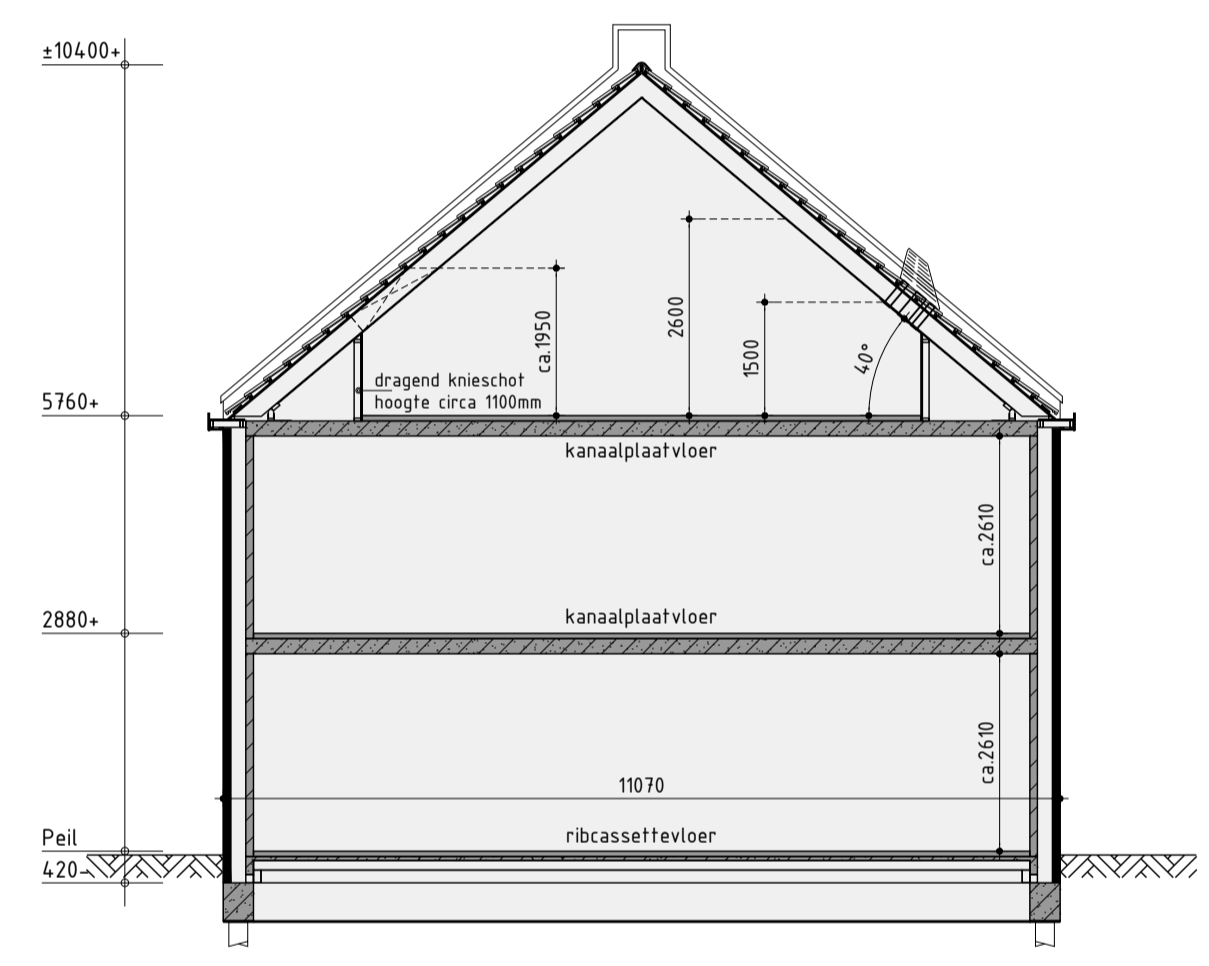 ±10400+
2600
ca.1950
1500
40°
dragend knieschot
hoogte circa 1100mm
5760+
kanaalplaatvloer
ca.2610
kanaalplaatvloer
2880+
ca.2610
11070
ribcassettevloer
Peil
420-